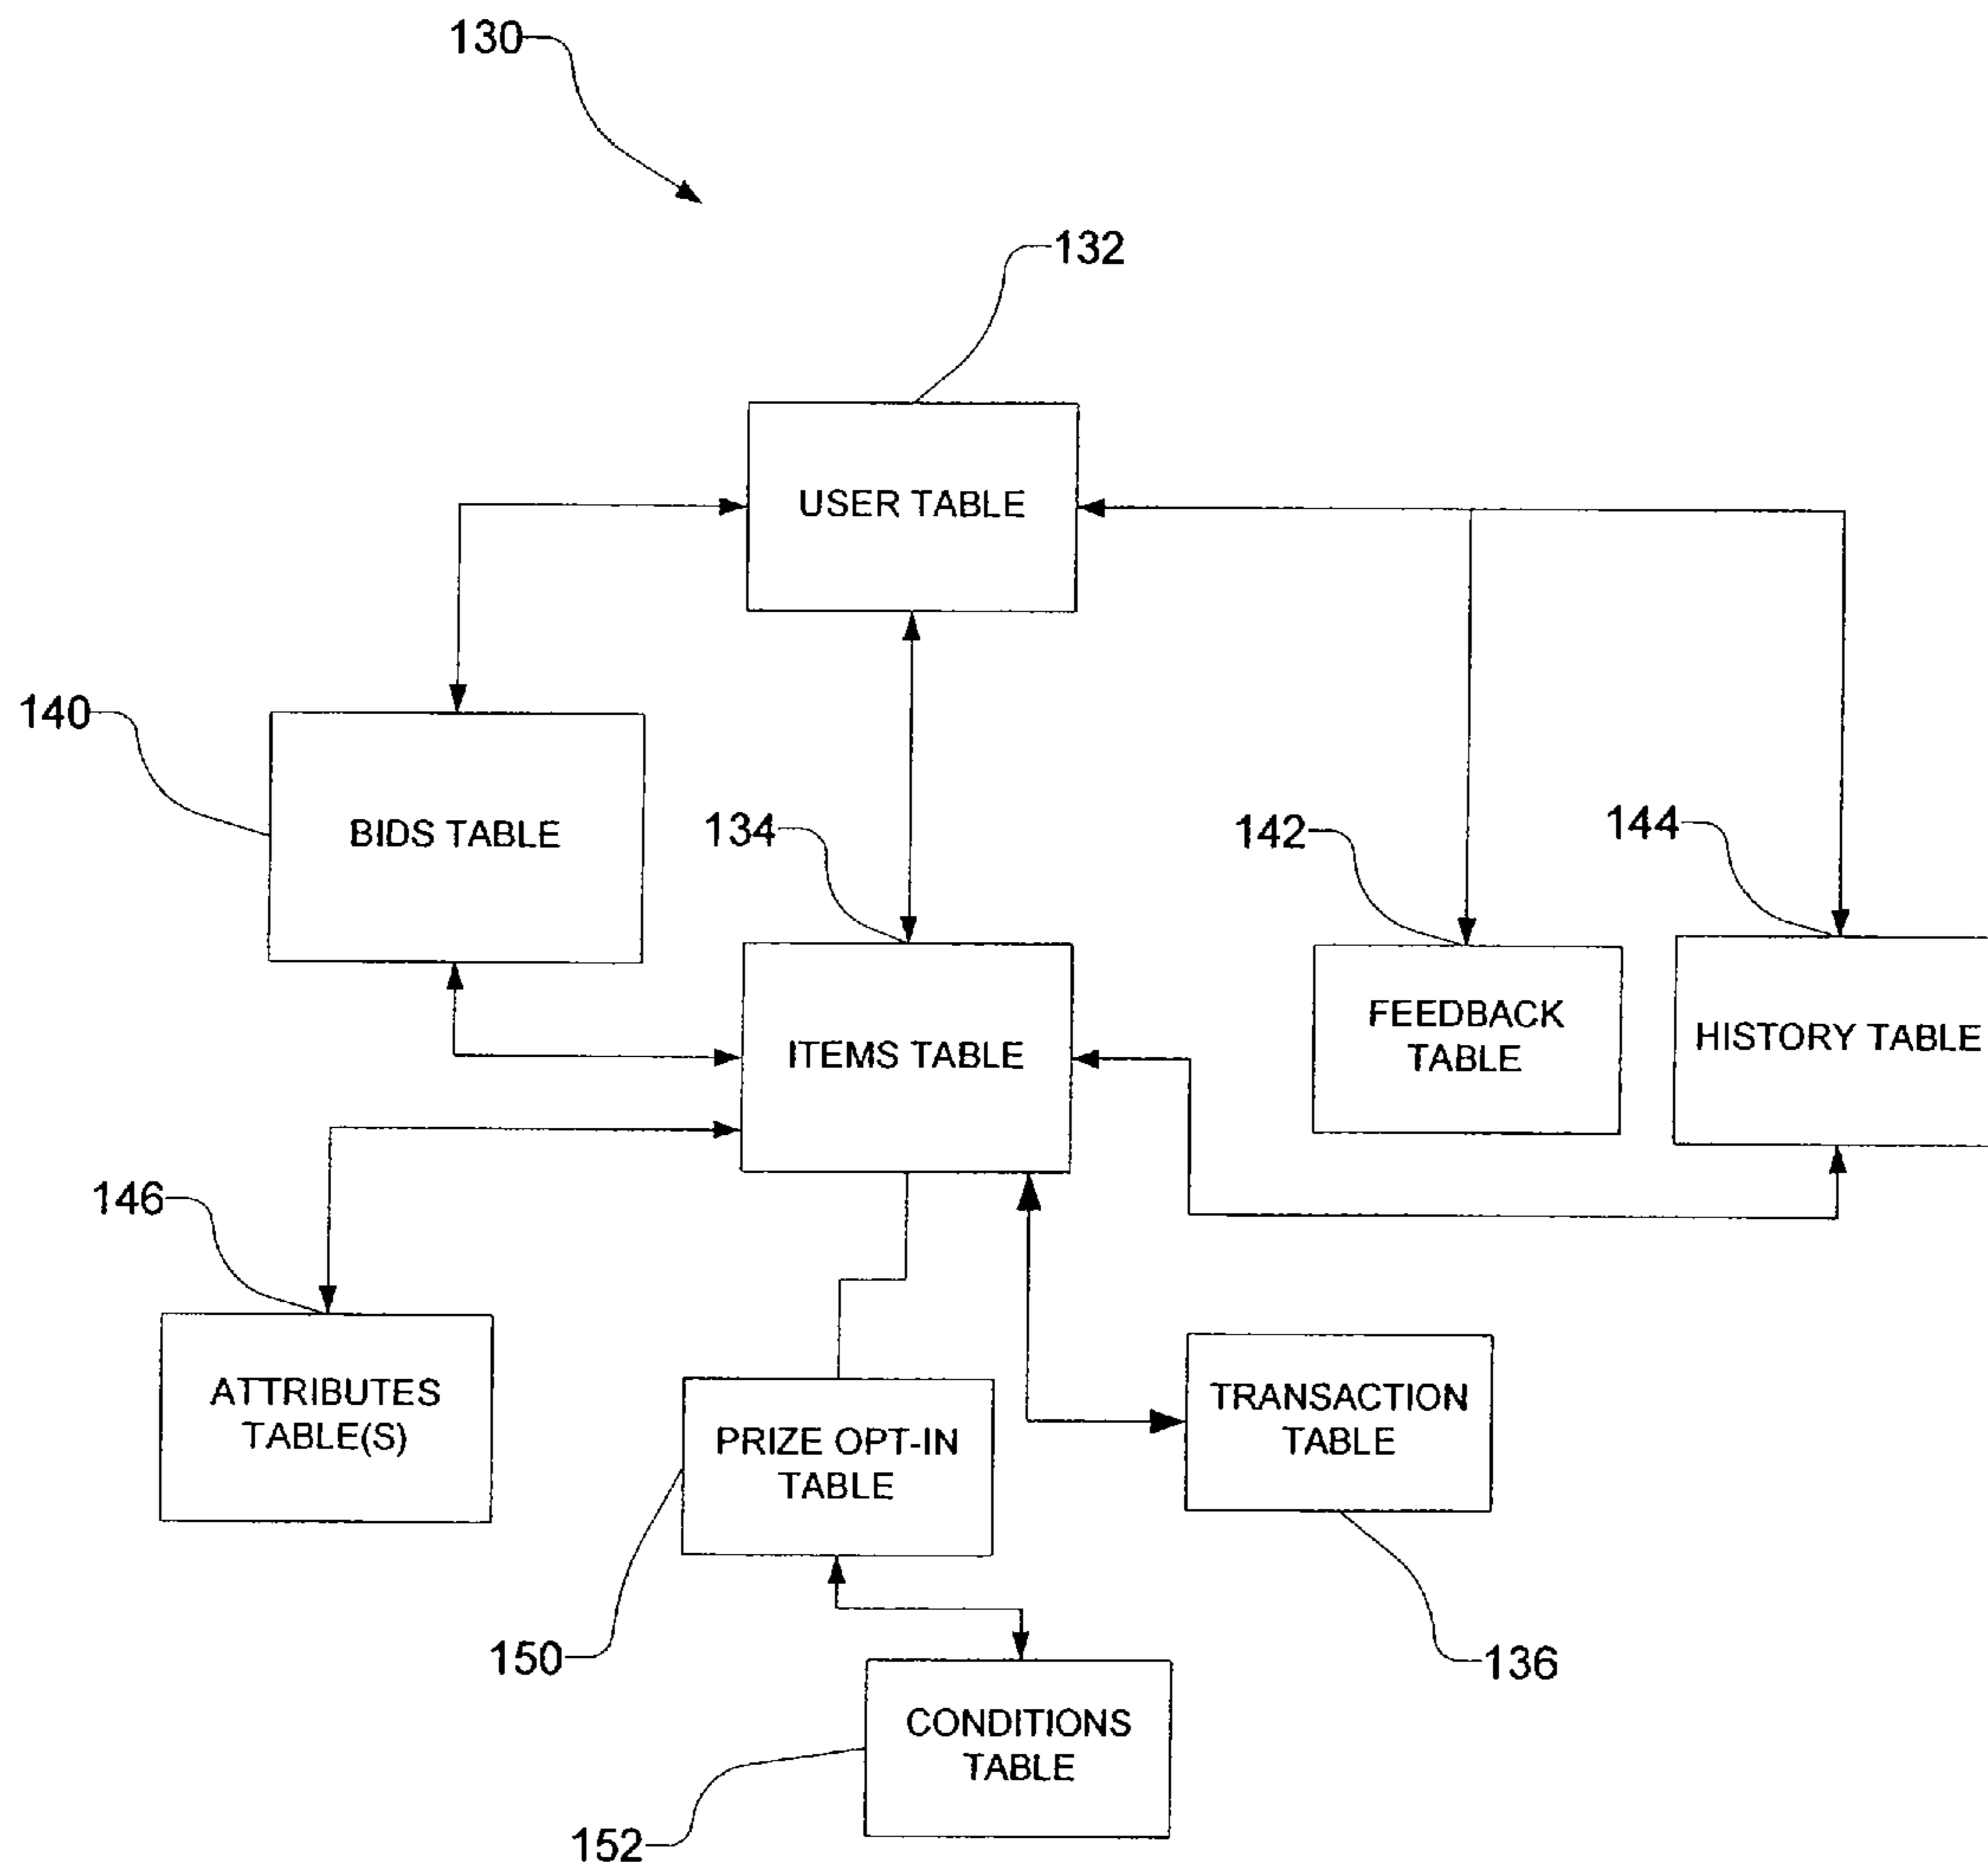 130
132
USER TABLE
140
BIDS TABLE
134
142
144
ITEMS TABLE
FEEDBACK
TABLE
HISTORY TABLE
146
ATTRIBUTES
TABLE(S)
PRIZE OPT-IN
TABLE
TRANSACTION
TABLE
150
136
CONDITIONS
TABLE
152